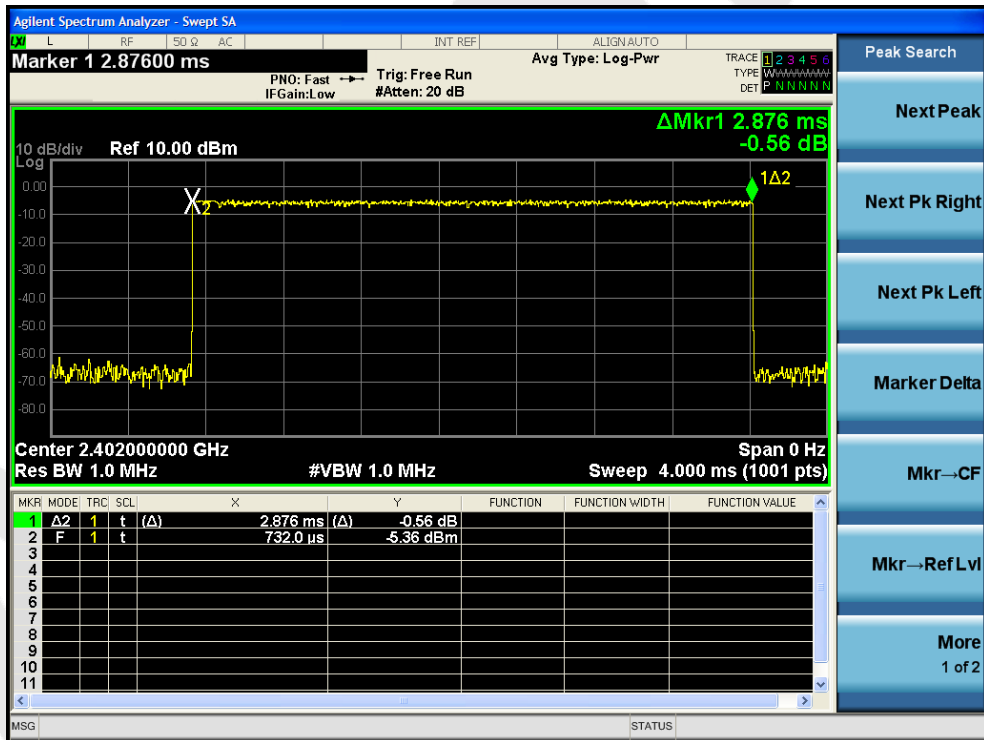 Agilent Spectrum Analyzer - Swept SA
LXI L RF 50 Ω AC INT REF ALIGNAUTO
Marker 1 2.87600 ms
PNO: Fast
IFGain:Low
Trig: Free Run
#Atten: 20 dB
Avg Type: Log-Pwr
TRACE 1 2 3 4 5 6
TYPE
DET P N N N N N
Peak Search
Next Peak
Next Pk Right
Next Pk Left
Marker Delta
Mkr→CF
Mkr→Ref Lvl
More
1 of 2
ΔMkr1 2.876 ms
-0.56 dB
10 dB/div Ref 10.00 dBm
Log
0.00
-10.0
-20.0
-30.0
-40.0
-50.0
-60.0
-70.0
-80.0
X2
1Δ2
Center 2.402000000 GHz Span 0 Hz
Res BW 1.0 MHz #VBW 1.0 MHz Sweep 4.000 ms (1001 pts)
MKR MODE TRC SCL X Y FUNCTION FUNCTION WIDTH FUNCTION VALUE
1 Δ2 1 t (Δ) 2.876 ms (Δ) -0.56 dB
2 F 1 t 732.0 µs -5.36 dBm
3
4
5
6
7
8
9
10
11
MSG STATUS